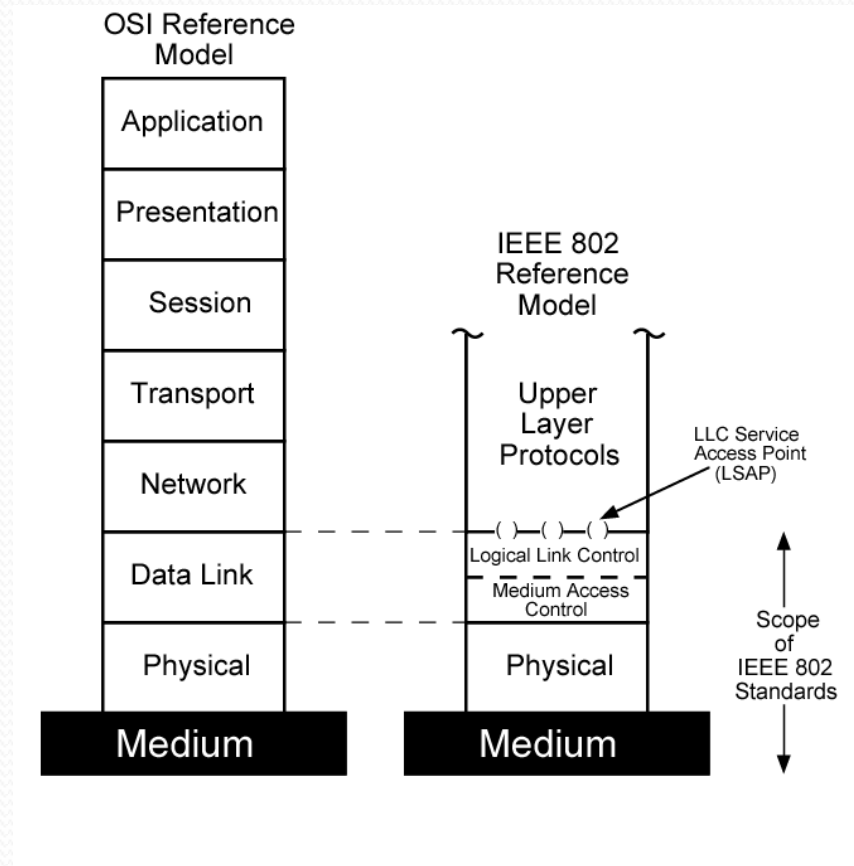 OSI Reference
Model
Application
Presentation
Session
Transport
Network
Data Link
Physical
Medium
IEEE 802
Reference
Model
Upper
Layer
Protocols
LLC Service
Access Point
(LSAP)
Logical Link Control
Medium Access
Control
Physical
Medium
Scope
of
IEEE 802
Standards